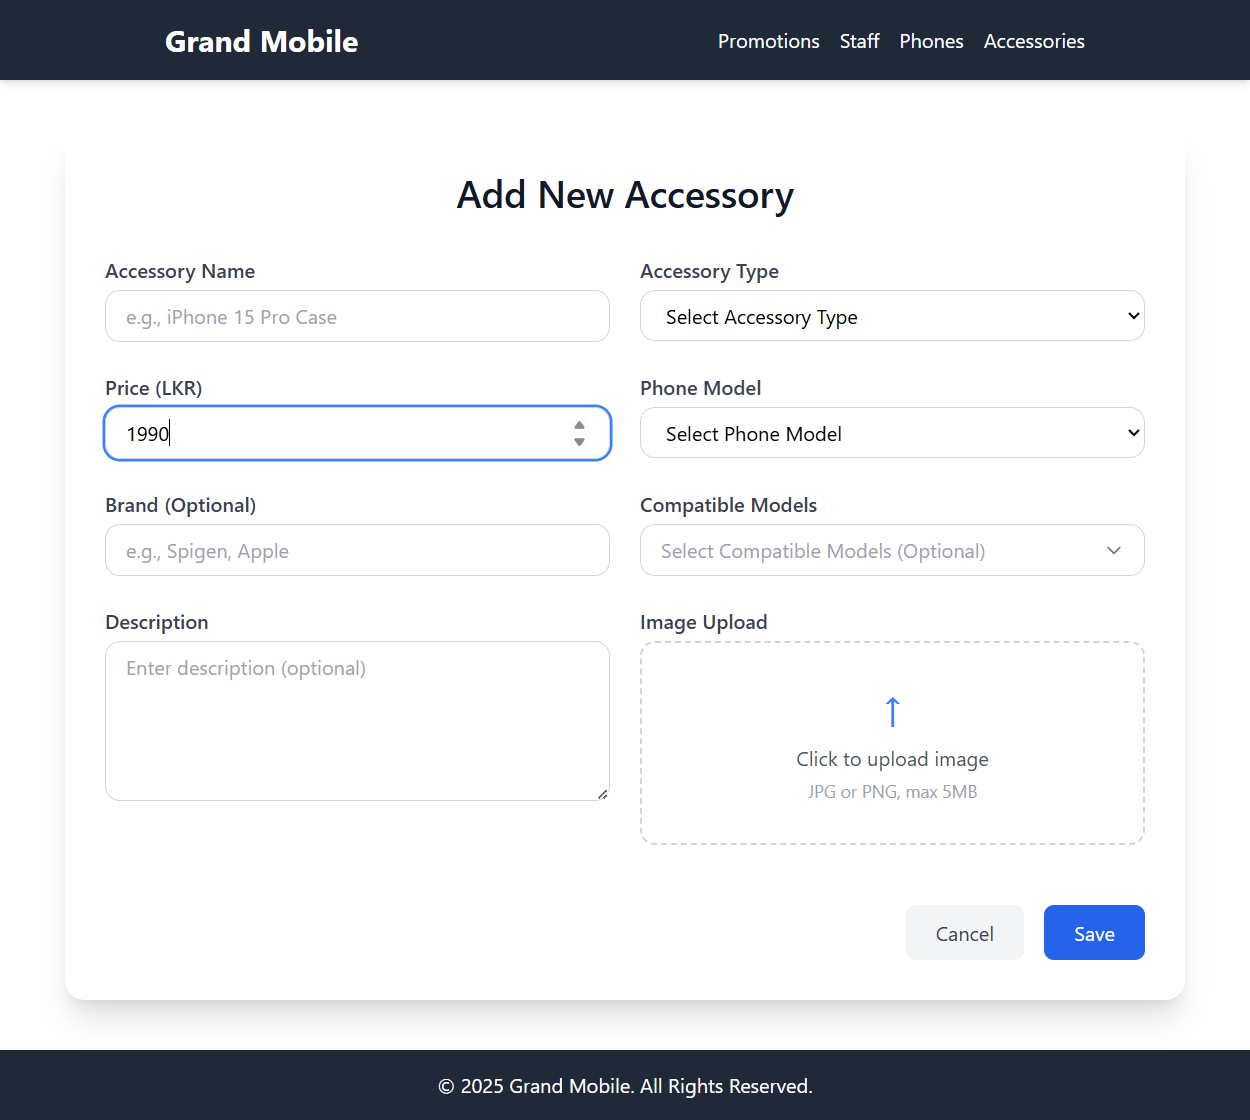 Grand Mobile
Promotions Staff Phones Accessories
Add New Accessory
Accessory Name
e.g., iPhone 15 Pro Case
Accessory Type
Select Accessory Type
Price (LKR)
1990
Phone Model
Select Phone Model
Brand (Optional)
e.g., Spigen, Apple
Compatible Models
Select Compatible Models (Optional)
Description
Enter description (optional)
Image Upload
↑
Click to upload image
JPG or PNG, max 5MB
Cancel
Save
© 2025 Grand Mobile. All Rights Reserved.